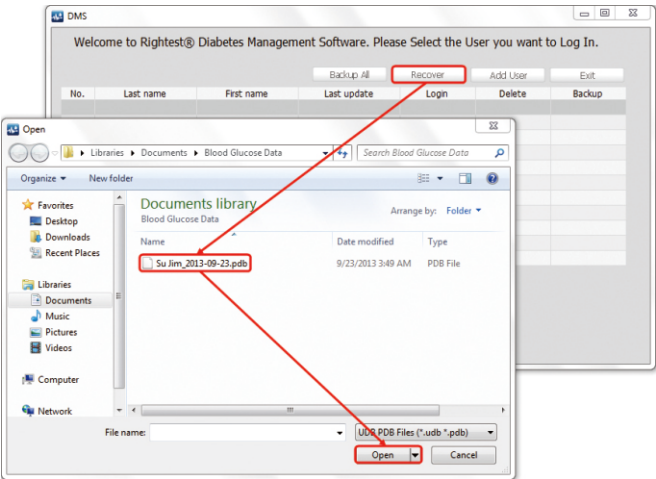 DMS
Welcome to Rightest® Diabetes Management Software. Please Select the User you want to Log In.
Backup All Recover Add User Exit
No. Last name First name Last update Login Delete Backup
Open
Libraries Documents Blood Glucose Data Search Blood Glucose Data
Organize New folder
Favorites
Desktop
Downloads
Recent Places
Libraries
Documents
Music
Pictures
Videos
Computer
Network
Documents library
Blood Glucose Data
Arrange by: Folder
Name Date modified Type
Su Jim_2013-09-23.pdb 9/23/2013 3:49 AM PDB File
File name: UDB PDB Files (*.udb *.pdb)
Open Cancel